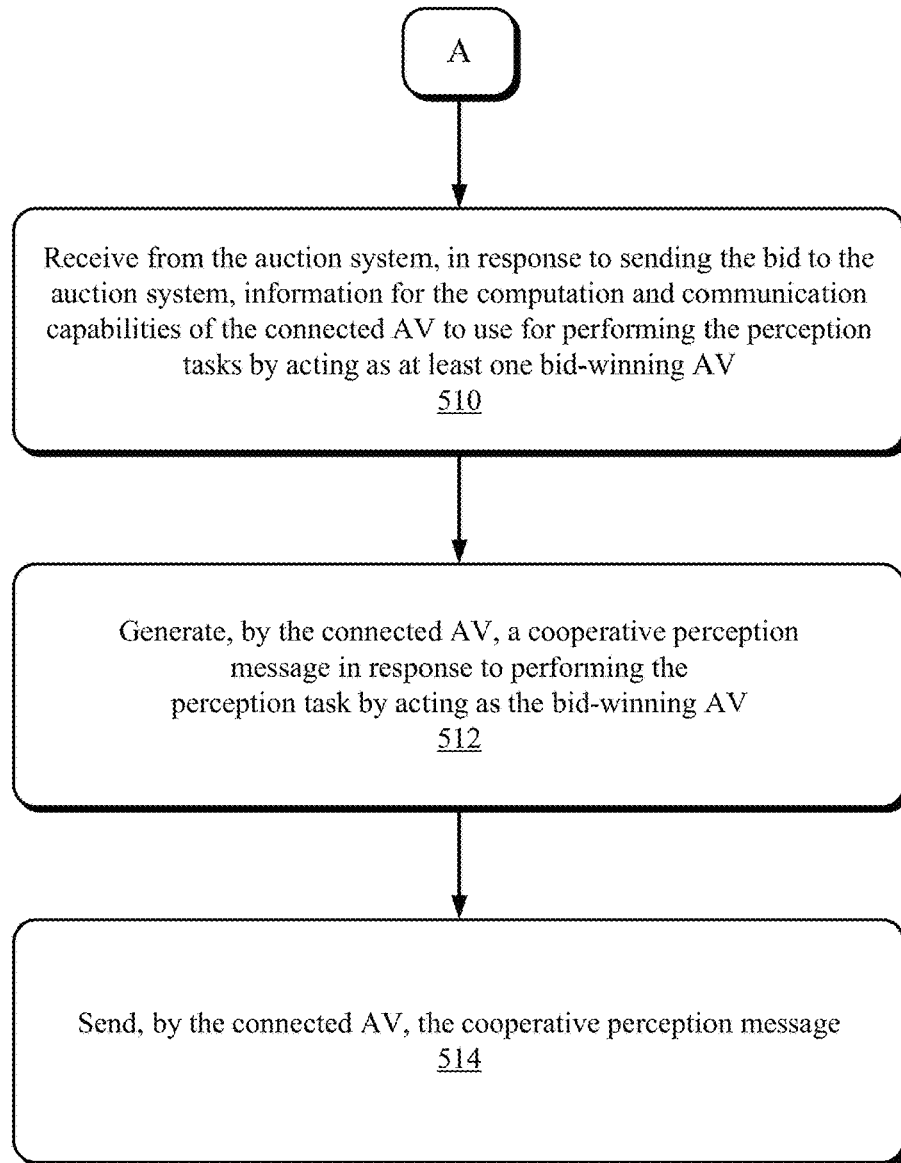 A
Receive from the auction system, in response to sending the bid to the
auction system, information for the computation and communication
capabilities of the connected AV to use for performing the perception
tasks by acting as at least one bid-winning AV
510
Generate, by the connected AV, a cooperative perception
message in response to performing the
perception task by acting as the bid-winning AV
512
Send, by the connected AV, the cooperative perception message
514